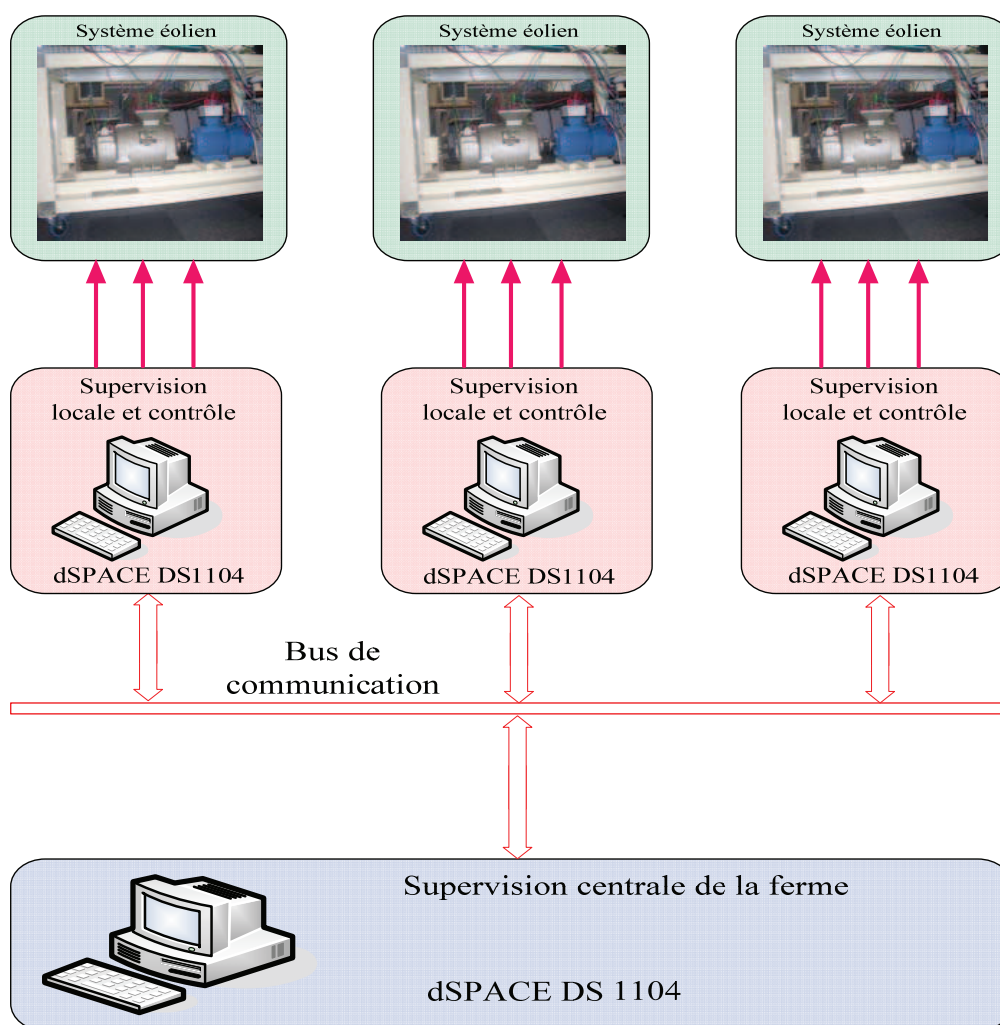 Système éolien
Système éolien
Système éolien
Supervision
locale et contrôle
dSPACE DS1104
Supervision
locale et contrôle
dSPACE DS1104
Supervision
locale et contrôle
dSPACE DS1104
Bus de
communication
Supervision centrale de la ferme
dSPACE DS 1104